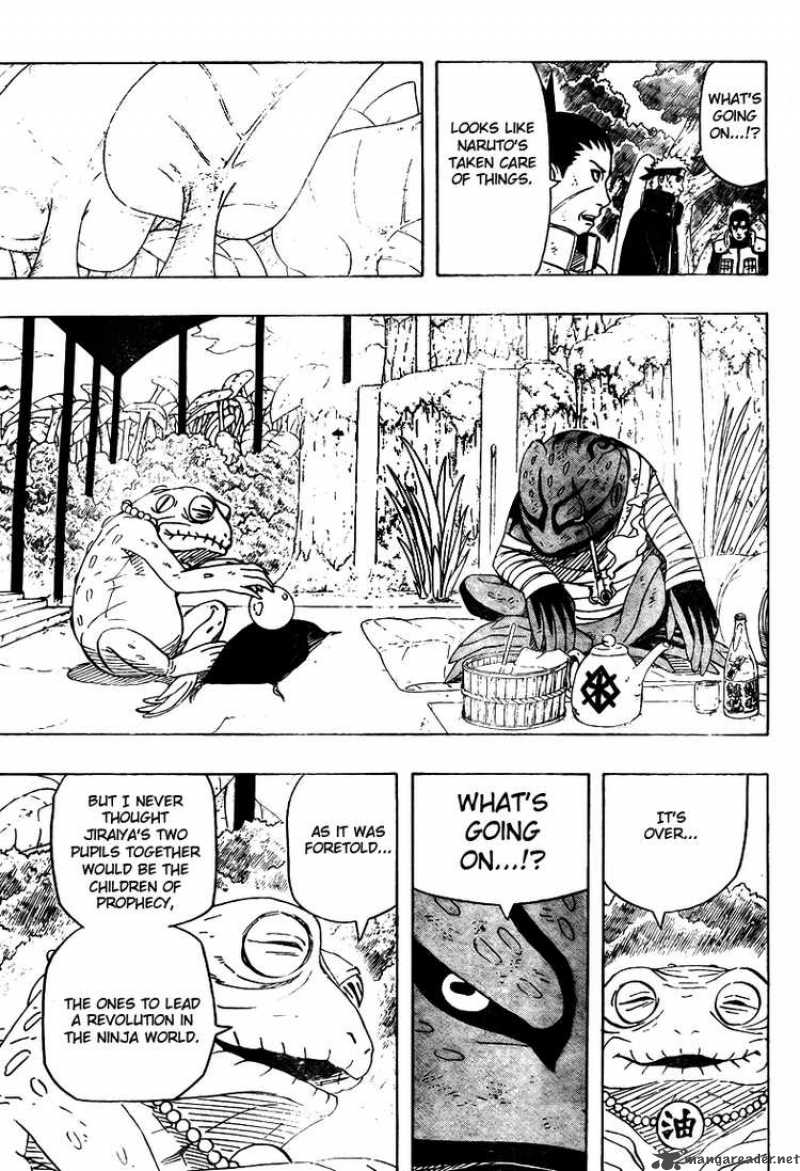 WHAT'S
GOING
ON...!?
LOOKS LIKE
NARUTO'S
TAKEN CARE
OF THINGS.
IT'S
OVER...
油
WHAT'S
GOING
ON...!?
AS IT WAS
FORETOLD...
BUT I NEVER
THOUGHT
JIRAIYA'S TWO
PUPILS TOGETHER
WOULD BE THE
CHILDREN OF
PROPHECY,
THE ONES TO LEAD
A REVOLUTION IN
THE NINJA WORLD.
mangareader.net